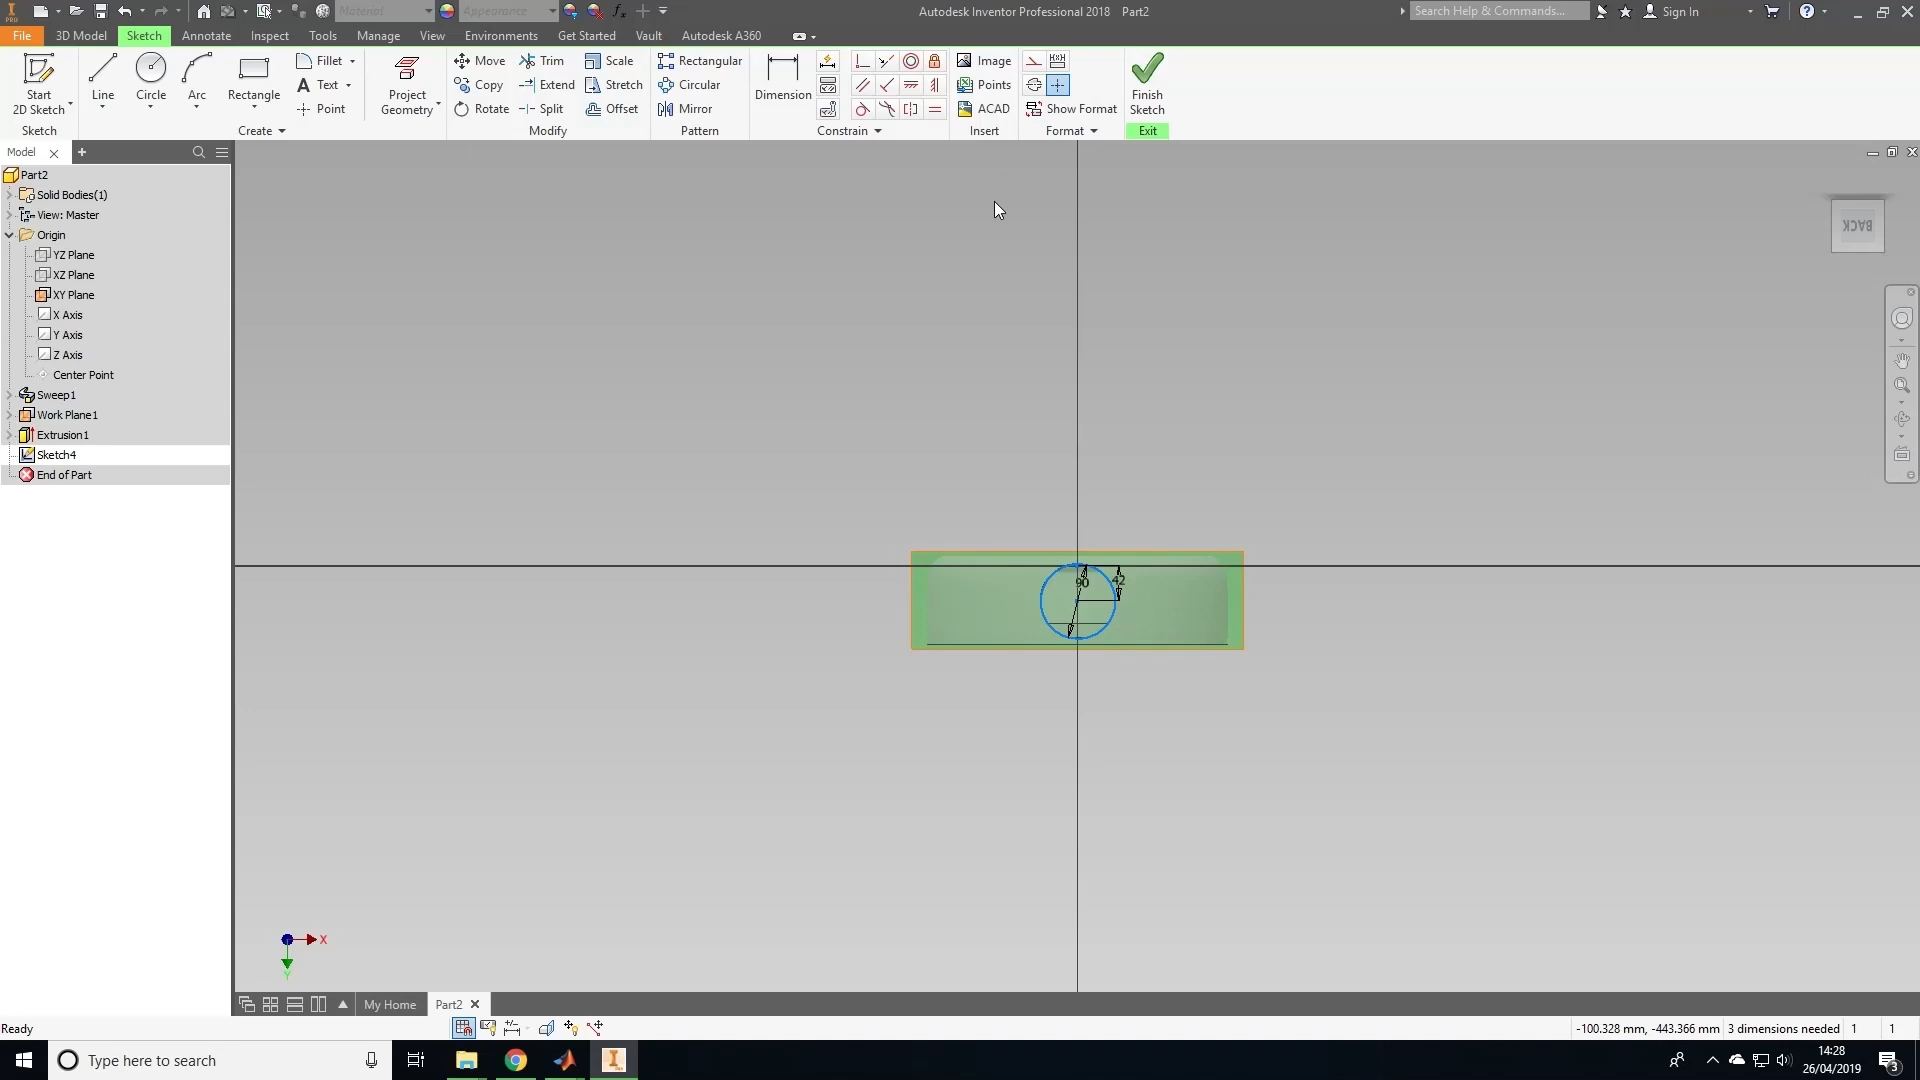 Material
Appearance
Autodesk Inventor Professional 2018 Part2
Search Help & Commands...
Sign In
PRO
File 3D Model Sketch Annotate Inspect Tools Manage View Environments Get Started Vault Autodesk A360
Start
2D Sketch
Sketch
Line
Circle
Arc
Rectangle
Fillet
Text
Point
Create
Project
Geometry
Move Trim Scale
Copy Extend Stretch
Rotate Split Offset
Modify
Rectangular
Circular
Mirror
Pattern
Dimension
Constrain
Image
Points
ACAD
Insert
Show Format
Format
Finish
Sketch
Exit
Model
Part2
Solid Bodies(1)
View: Master
Origin
YZ Plane
XZ Plane
XY Plane
X Axis
Y Axis
Z Axis
Center Point
Sweep1
Work Plane1
Extrusion1
Sketch4
End of Part
BACK
90
42
X
Y
My Home
Part2
Ready
-100.328 mm, -443.366 mm 3 dimensions needed 1 1
Type here to search
14:28
26/04/2019
3